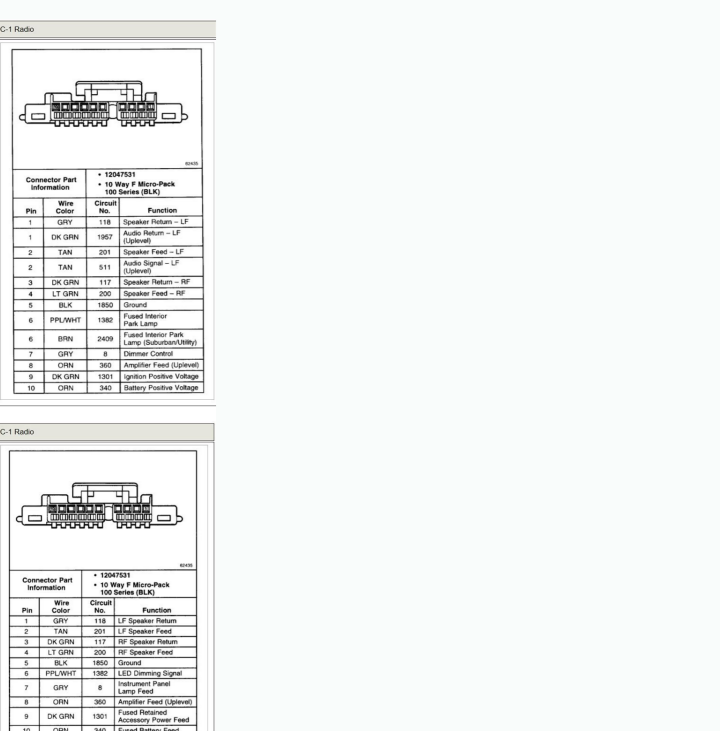 C-1 Radio
62435
Connector Part Information
• 12047531
• 10 Way F Micro-Pack 100 Series (BLK)
Pin Wire Color Circuit No. Function
1 GRY 118 Speaker Return – LF
1 DK GRN 1957 Audio Return – LF (Uplevel)
2 TAN 201 Speaker Feed – LF
2 TAN 511 Audio Signal – LF (Uplevel)
3 DK GRN 117 Speaker Return – RF
4 LT GRN 200 Speaker Feed – RF
5 BLK 1850 Ground
6 PPL/WHT 1382 Fused Interior Park Lamp
6 BRN 2409 Fused Interior Park Lamp (Suburban/Utility)
7 GRY 8 Dimmer Control
8 ORN 360 Amplifier Feed (Uplevel)
9 DK GRN 1301 Ignition Positive Voltage
10 ORN 340 Battery Positive Voltage
C-1 Radio
62435
Connector Part Information
• 12047531
• 10 Way F Micro-Pack 100 Series (BLK)
Pin Wire Color Circuit No. Function
1 GRY 118 LF Speaker Return
2 TAN 201 LF Speaker Feed
3 DK GRN 117 RF Speaker Return
4 LT GRN 200 RF Speaker Feed
5 BLK 1850 Ground
6 PPL/WHT 1382 LED Dimming Signal
7 GRY 8 Instrument Panel Lamp Feed
8 ORN 360 Amplifier Feed (Uplevel)
9 DK GRN 1301 Fused Retained Accessory Power Feed
10 ORN 340 Fused Battery Feed